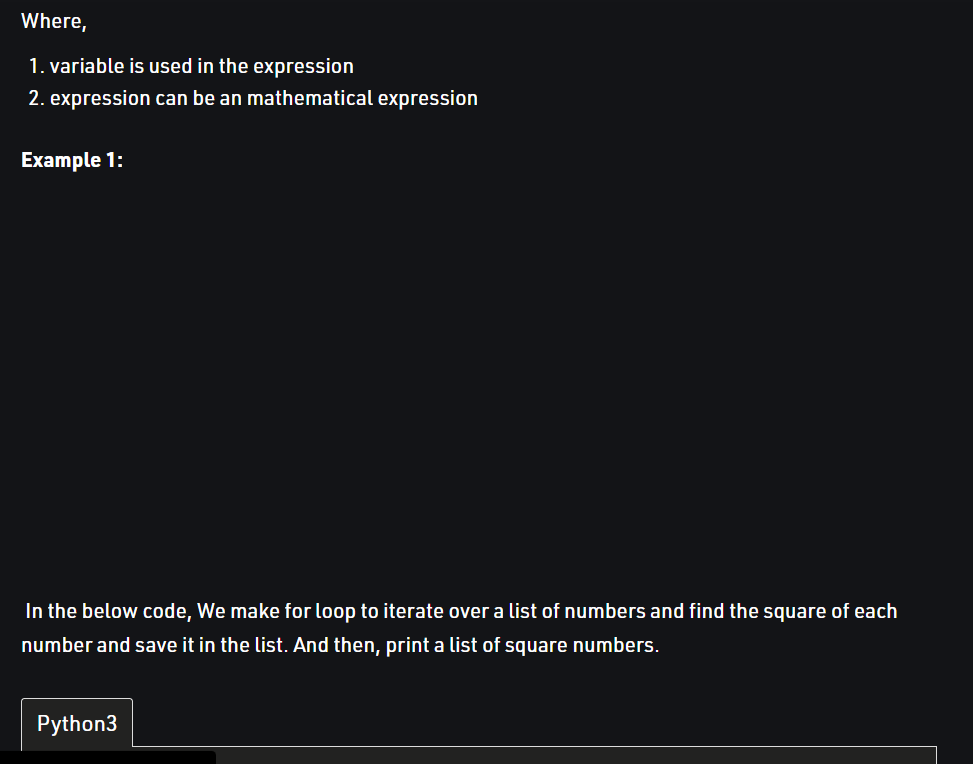 Where,
1. variable is used in the expression
2. expression can be an mathematical expression
Example 1:
In the below code, We make for loop to iterate over a list of numbers and find the square of each
number and save it in the list. And then, print a list of square numbers.
Python3